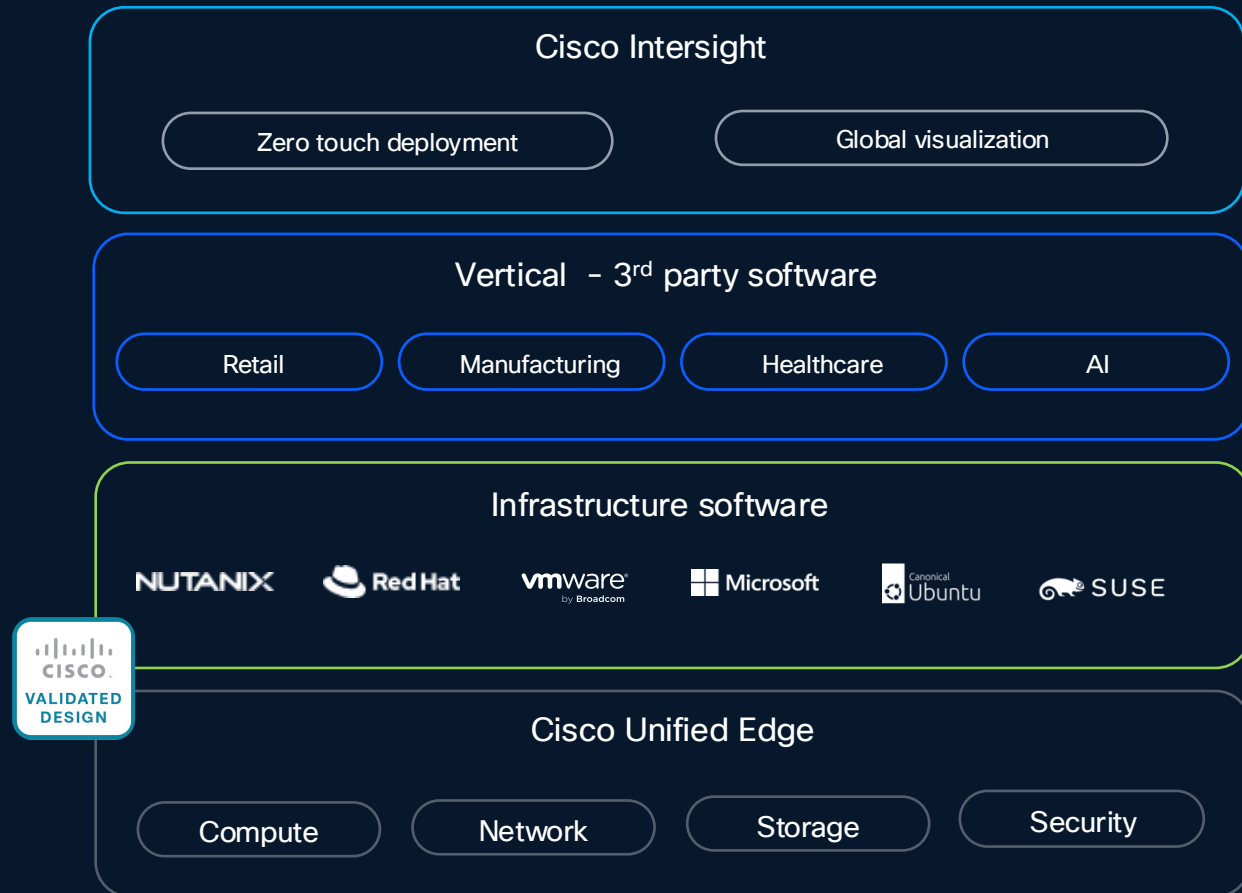 Cisco Intersight
Zero touch deployment
Global visualization
Vertical - 3rd party software
Retail
Manufacturing
Healthcare
AI
Infrastructure software
NUTANIX
Red Hat
vmware®
by Broadcom
Microsoft
Canonical
Ubuntu
SUSE
CISCO
VALIDATED
DESIGN
Cisco Unified Edge
Compute
Network
Storage
Security